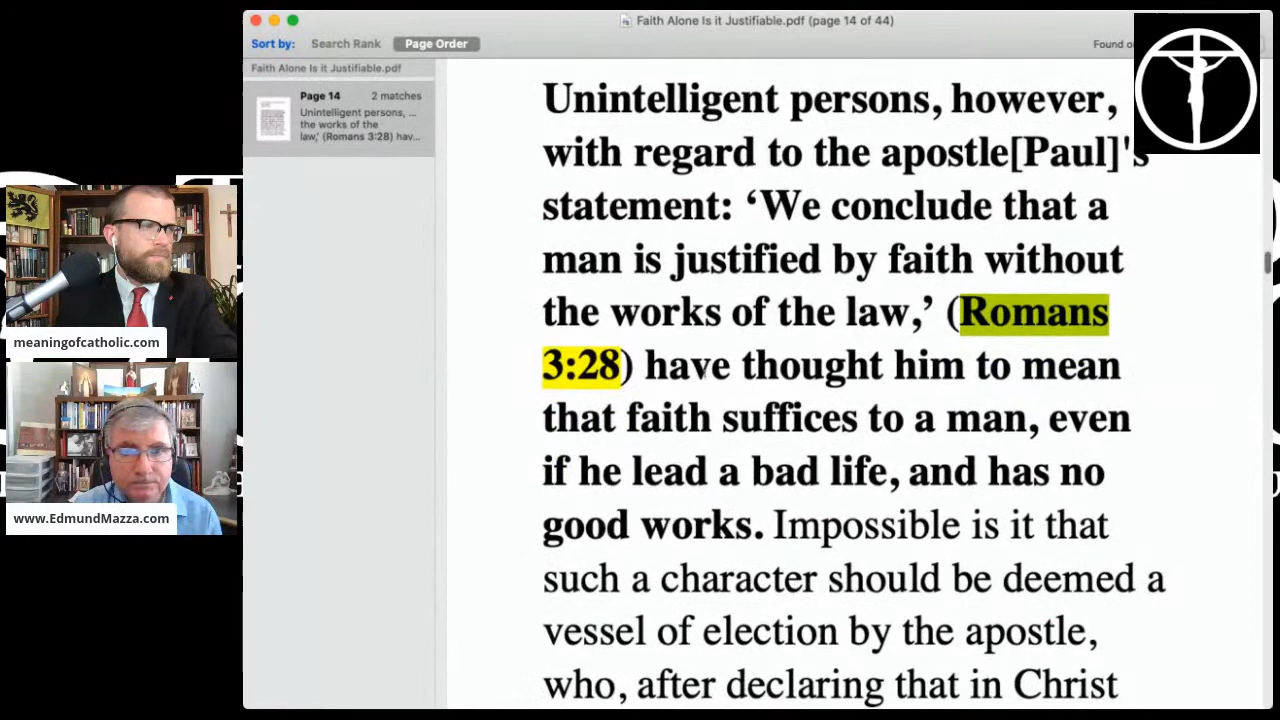 Faith Alone Is it Justifiable.pdf (page 14 of 44)
Sort by: Search Rank Page Order
Found
Faith Alone Is it Justifiable.pdf
Page 14 2 matches
Unintelligent persons, ...
the works of the
law,' (Romans 3:28) hav...
Unintelligent persons, however,
with regard to the apostle[Paul]'s
statement: ‘We conclude that a
man is justified by faith without
the works of the law,’ (Romans
3:28) have thought him to mean
that faith suffices to a man, even
if he lead a bad life, and has no
good works. Impossible is it that
such a character should be deemed a
vessel of election by the apostle,
who, after declaring that in Christ
meaningofcatholic.com
www.EdmundMazza.com